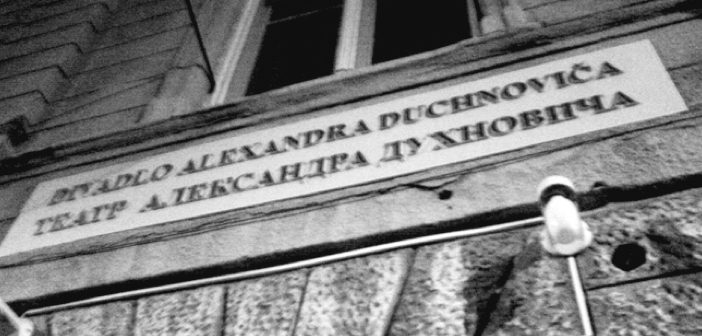 DIVADLO ALEXANDRA DUCHNOVIČA
ТЕАТР АЛЕКСАНДРА ДУХНОВИЧА